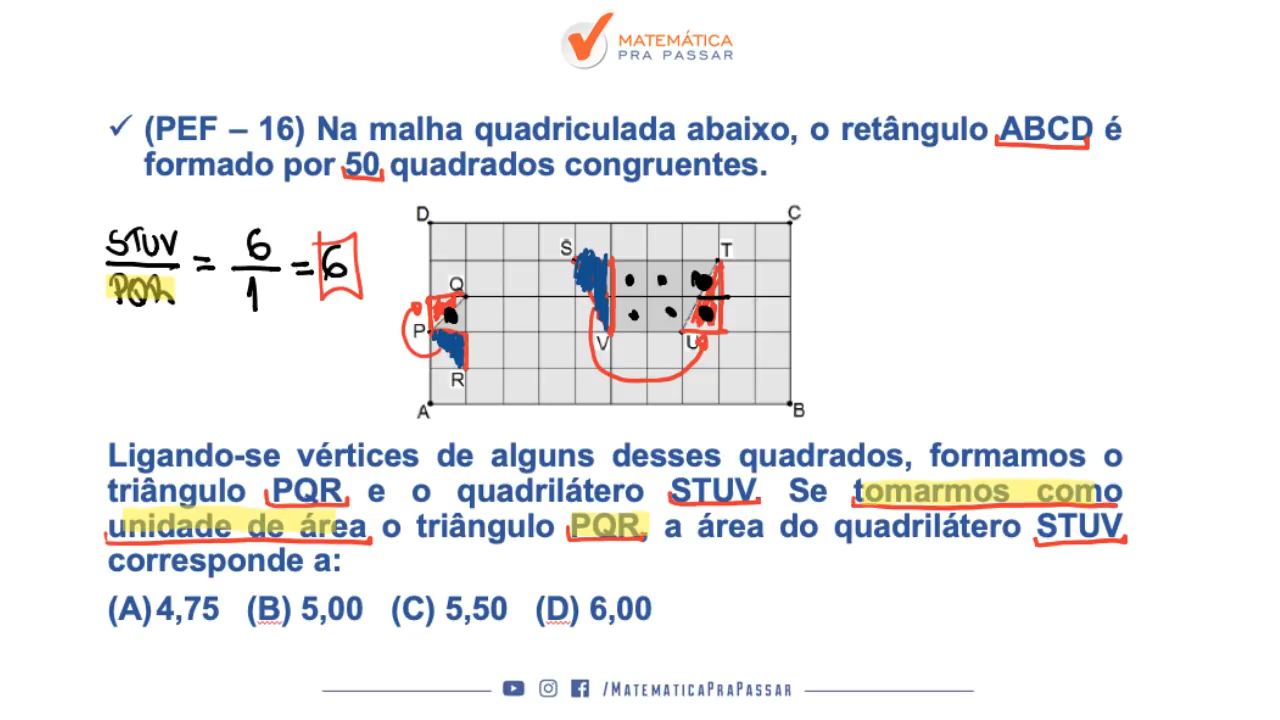 MATEMÁTICA
PRA PASSAR
✓ (PEF – 16) Na malha quadriculada abaixo, o retângulo ABCD é
formado por 50 quadrados congruentes.
D C
STUV/PQR = 6/1 = 6
S T
Q
P
V U
R
A B
Ligando-se vértices de alguns desses quadrados, formamos o
triângulo PQR e o quadrilátero STUV. Se tomarmos como
unidade de área o triângulo PQR, a área do quadrilátero STUV
corresponde a:
(A) 4,75 (B) 5,00 (C) 5,50 (D) 6,00
/MatematicaPraPassar